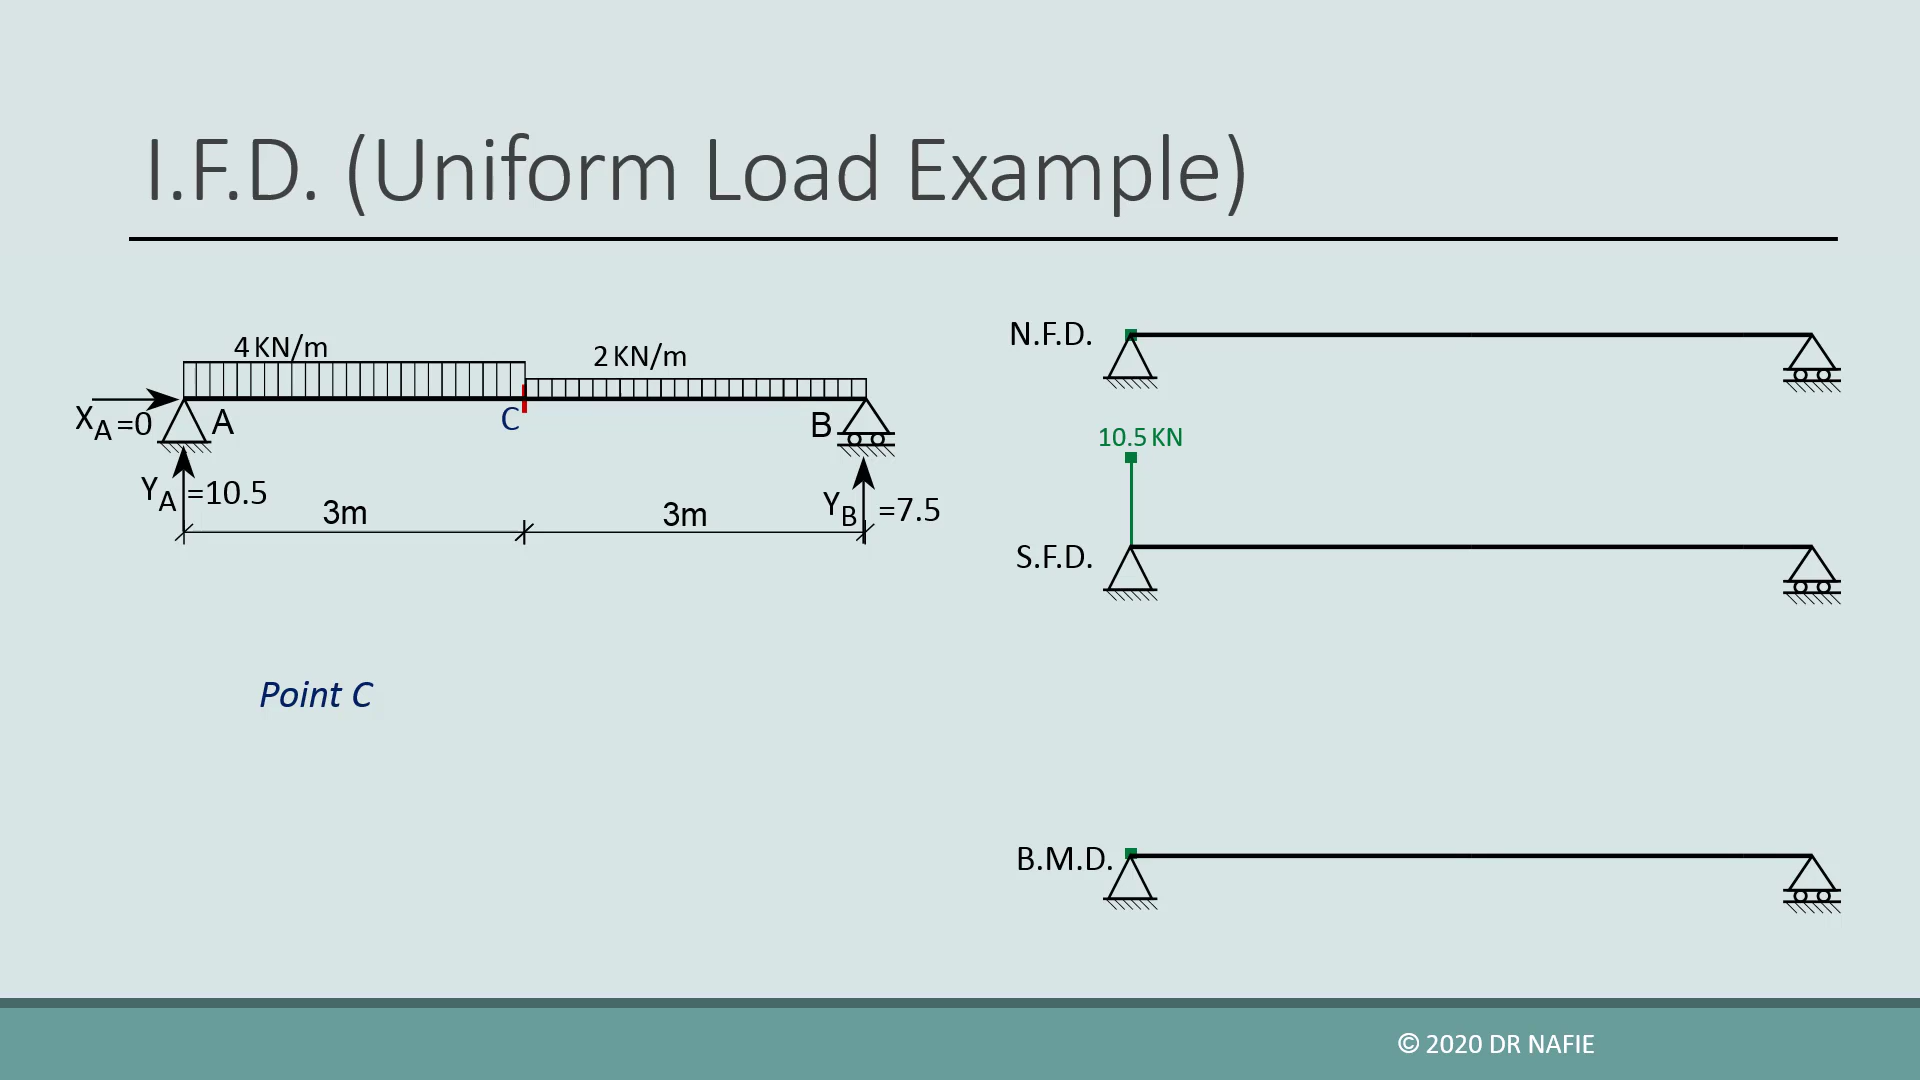 I.F.D. (Uniform Load Example)
4 KN/m
2 KN/m
XA=0
A
C
B
YA=10.5
3m
3m
YB=7.5
Point C
N.F.D.
10.5 KN
S.F.D.
B.M.D.
© 2020 DR NAFIE